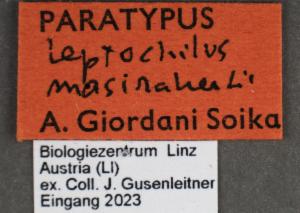 PARATYPUS
Leptochilus
masirahensis
A. Giordani Soika
Biologiezentrum Linz
Austria (LI)
ex. Coll. J. Gusenleitner
Eingang 2023